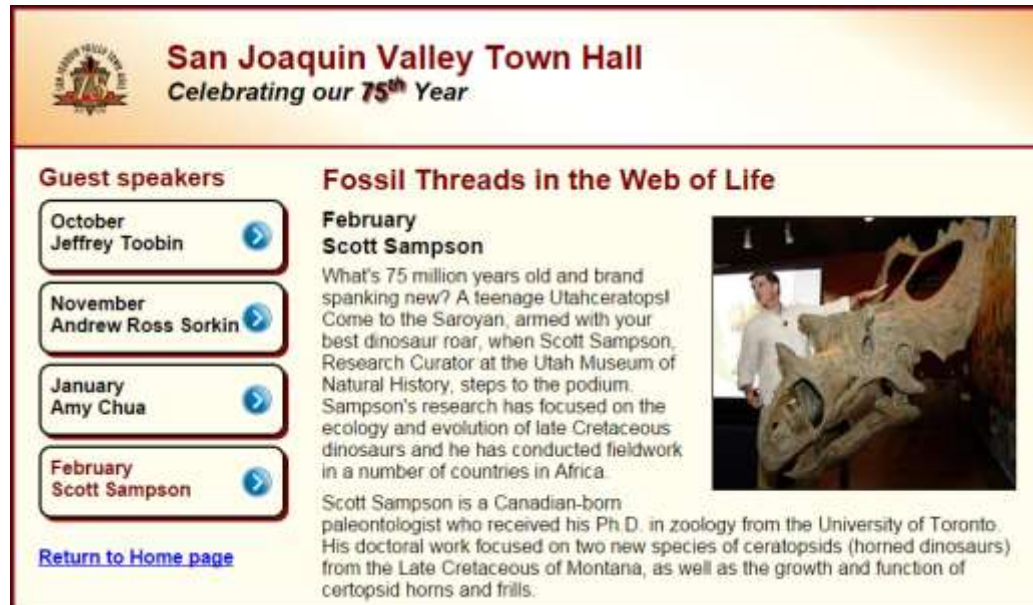 San Joaquin Valley Town Hall
Celebrating our 75th Year
Guest speakers
October
Jeffrey Toobin
November
Andrew Ross Sorkin
January
Amy Chua
February
Scott Sampson
Return to Home page
Fossil Threads in the Web of Life
February
Scott Sampson
What's 75 million years old and brand
spanking new? A teenage Utahceratops!
Come to the Saroyan, armed with your
best dinosaur roar, when Scott Sampson,
Research Curator at the Utah Museum of
Natural History, steps to the podium.
Sampson's research has focused on the
ecology and evolution of late Cretaceous
dinosaurs and he has conducted fieldwork
in a number of countries in Africa.
Scott Sampson is a Canadian-born
paleontologist who received his Ph.D. in zoology from the University of Toronto.
His doctoral work focused on two new species of ceratopsids (horned dinosaurs)
from the Late Cretaceous of Montana, as well as the growth and function of
certopsid horns and frills.